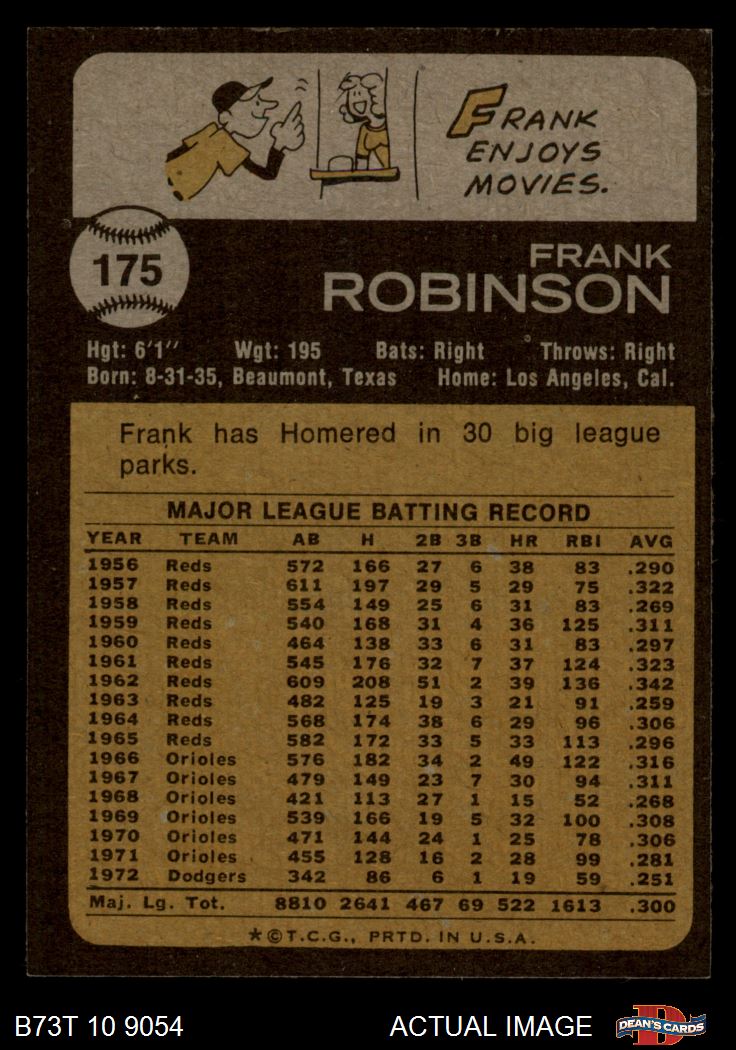 FRANK
ENJOYS
MOVIES.
175
FRANK
ROBINSON
Hgt: 6'1" Wgt: 195 Bats: Right Throws: Right
Born: 8-31-35, Beaumont, Texas Home: Los Angeles, Cal.
Frank has Homered in 30 big league
parks.
MAJOR LEAGUE BATTING RECORD
YEAR TEAM AB H 2B 3B HR RBI AVG
1956 Reds 572 166 27 6 38 83 .290
1957 Reds 611 197 29 5 29 75 .322
1958 Reds 554 149 25 6 31 83 .269
1959 Reds 540 168 31 4 36 125 .311
1960 Reds 464 138 33 6 31 83 .297
1961 Reds 545 176 32 7 37 124 .323
1962 Reds 609 208 51 2 39 136 .342
1963 Reds 482 125 19 3 21 91 .259
1964 Reds 568 174 38 6 29 96 .306
1965 Reds 582 172 33 5 33 113 .296
1966 Orioles 576 182 34 2 49 122 .316
1967 Orioles 479 149 23 7 30 94 .311
1968 Orioles 421 113 27 1 15 52 .268
1969 Orioles 539 166 19 5 32 100 .308
1970 Orioles 471 144 24 1 25 78 .306
1971 Orioles 455 128 16 2 28 99 .281
1972 Dodgers 342 86 6 1 19 59 .251
Maj. Lg. Tot. 8810 2641 467 69 522 1613 .300
★©T.C.G., PRTD. IN U.S.A.
B73T 10 9054 ACTUAL IMAGE D DEAN'S CARDS